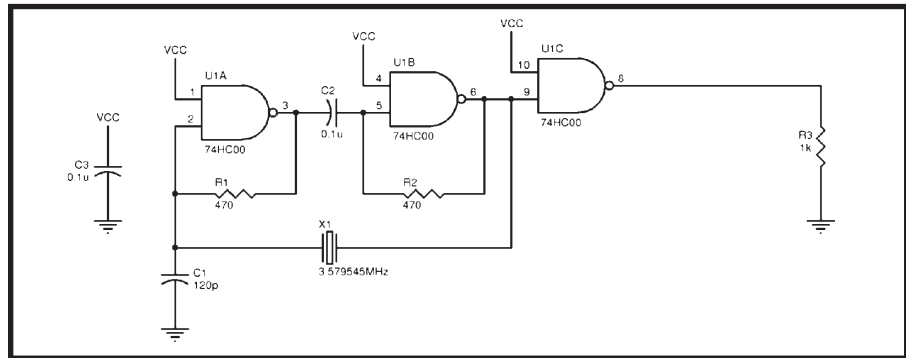 VCC
U1C
VCC
U1B
10
8
VCC
U1A
4
6
9
C2
1
3
5
74HC00
0.1u
2
74HC00
R3
1k
VCC
74HC00
C3
0.1u
R1
470
R2
470
X1
3.579545MHz
C1
120p